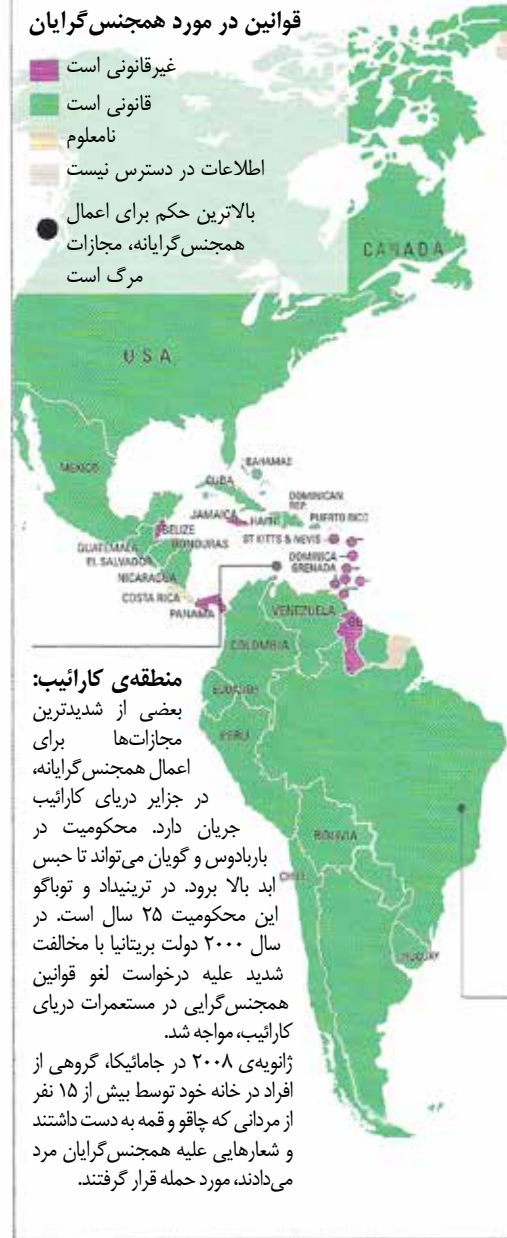 قوانین در مورد همجنس‌گرایان
غیرقانونی است
قانونی است
نامعلوم
اطلاعات در دسترس نیست
بالاترین حکم برای اعمال
همجنس‌گرایانه، مجازات
مرگ است
CANADA
USA
MEXICO
BAHAMAS
CUBA
DOMINICAN
REP.
JAMAICA
HAITI
PUERTO RICO
BELIZE
ST KITTS & NEVIS
GUATEMALA
HONDURAS
DOMINICA
EL SALVADOR
GRENADA
NICARAGUA
COSTA RICA
PANAMA
VENEZUELA
COLOMBIA
ECUADOR
PERU
BOLIVIA
URUGUAY
منطقه‌ی کارائیب:
بعضی از شدیدترین
مجازات‌ها برای
اعمال همجنس‌گرایانه،
در جزایر دریای کارائیب
جریان دارد. محکومیت در
باربادوس و گویان می‌تواند تا حبس
ابد بالا برود. در ترینیداد و توباگو
این محکومیت ۲۵ سال است. در
سال ۲۰۰۰ دولت بریتانیا با مخالفت
شدید علیه درخواست لغو قوانین
همجنس‌گرایی در مستعمرات دریای
کارائیب، مواجه شد.
ژانویه‌ی ۲۰۰۸ در جامائیکا، گروهی از
افراد در خانه خود توسط بیش از ۱۵ نفر
از مردانی که چاقو و قمه به دست داشتند
و شعارهایی علیه همجنس‌گرایان مرد
می‌دادند، مورد حمله قرار گرفتند.